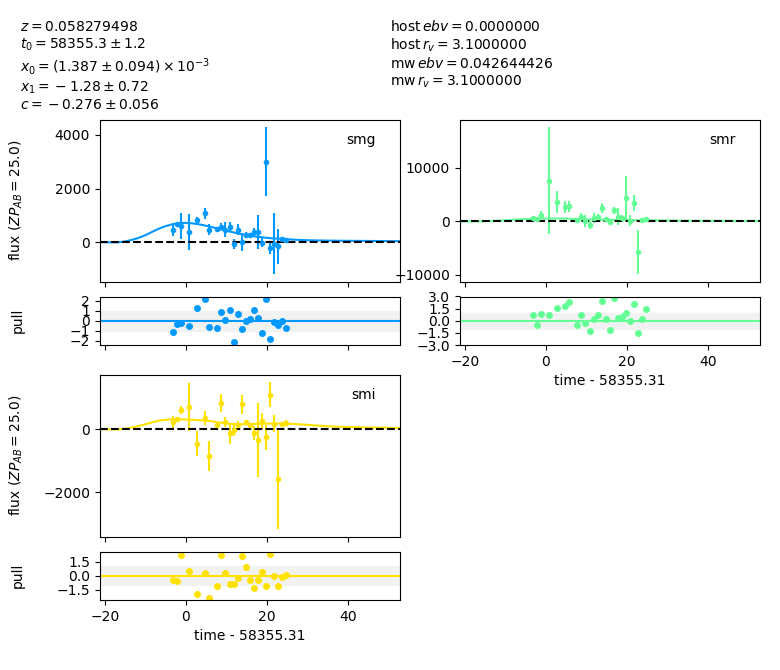 z = 0.058279498
t₀ = 58355.3 ± 1.2
x₀ = (1.387 ± 0.094) × 10⁻³
x₁ = −1.28 ± 0.72
c = −0.276 ± 0.056
host ebv = 0.0000000
host r_v = 3.1000000
mw ebv = 0.042644426
mw r_v = 3.1000000
smg
flux (ZP_AB = 25.0)
4000
2000
0
smr
10000
0
−10000
pull
2
1
0
−1
−2
3.0
1.5
0.0
−1.5
−3.0
−20
0
20
40
time - 58355.31
smi
flux (ZP_AB = 25.0)
0
−2000
pull
1.5
0.0
−1.5
−20
0
20
40
time - 58355.31